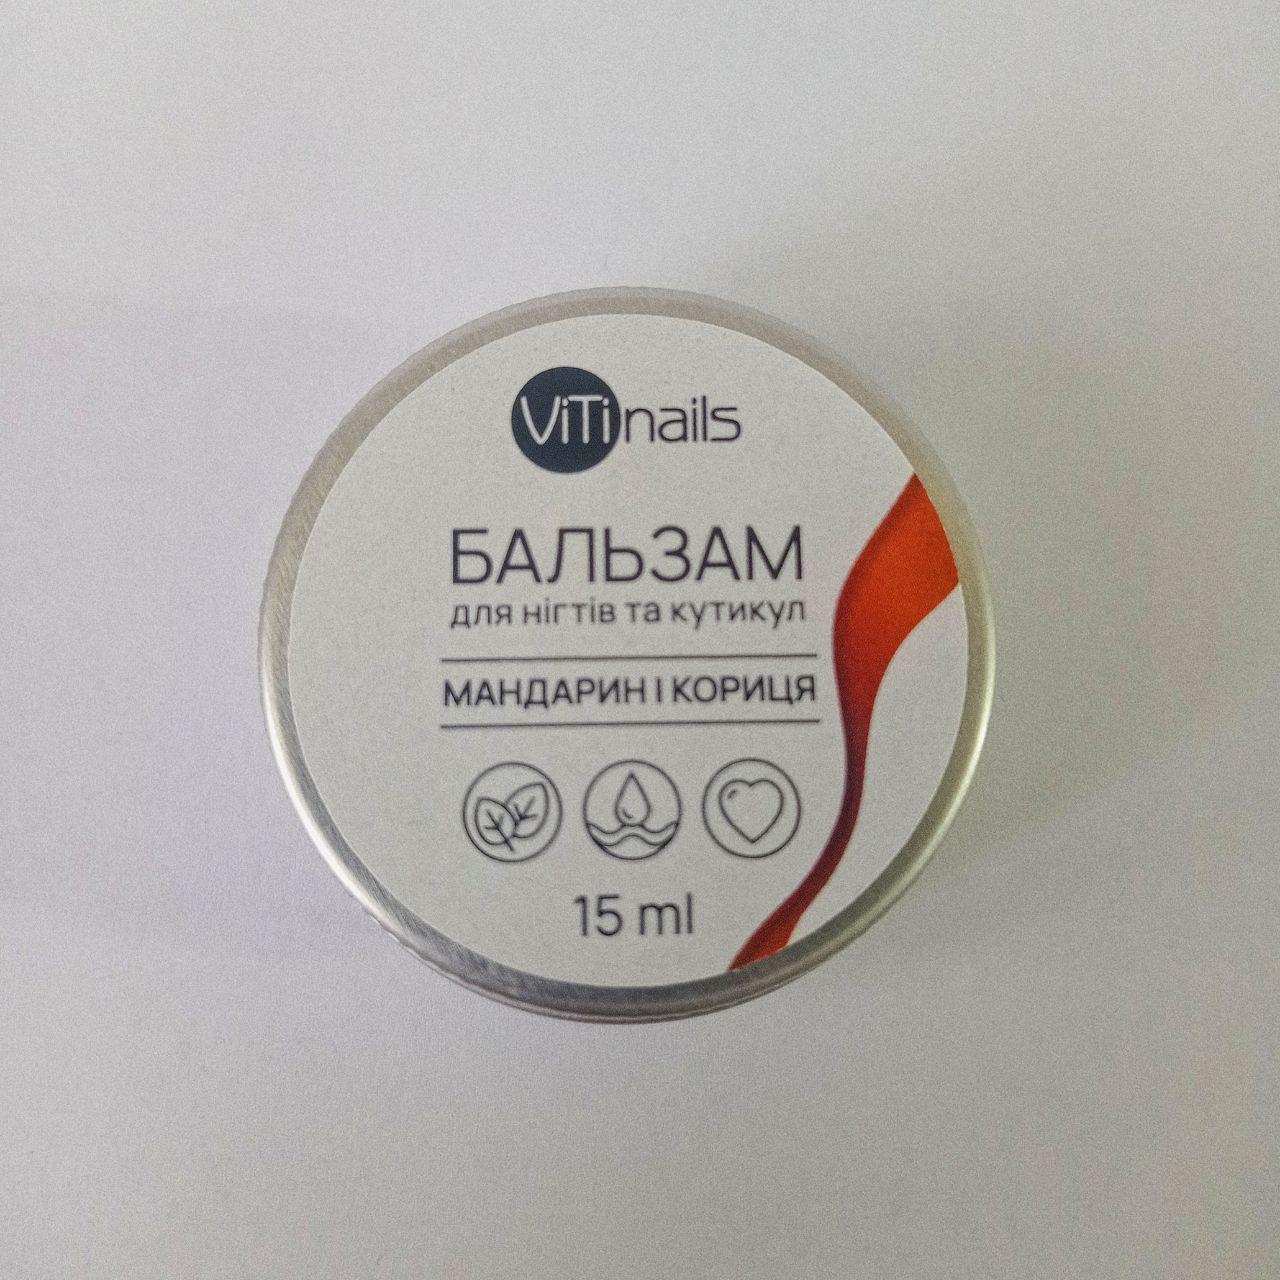 ViTinails
БАЛЬЗАМ
для нігтів та кутикул
МАНДАРИН І КОРИЦЯ
15 ml